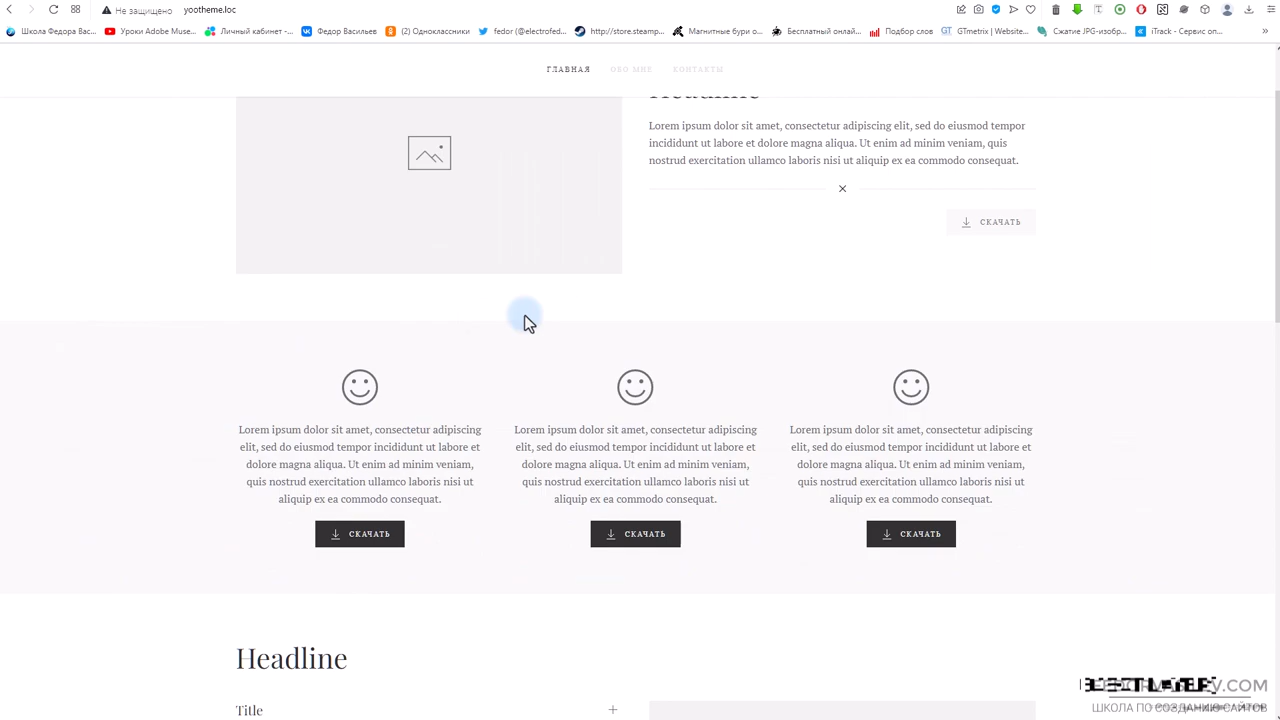 yootheme.loc
Не защищено yootheme.loc
Школа Федора Вас... Уроки Adobe Muse... Личный кабинет -... Федор Васильев (2) Одноклассники fedor (@electrofed... http://store.steamp... Магнитные бури о... Бесплатный онлай... Подбор слов GTmetrix | Website... Сжатие JPG-изобр... iTrack - Сервис оп...
ГЛАВНАЯ ОБО МНЕ КОНТАКТЫ
Headline
Lorem ipsum dolor sit amet, consectetur adipiscing elit, sed do eiusmod tempor
incididunt ut labore et dolore magna aliqua. Ut enim ad minim veniam, quis
nostrud exercitation ullamco laboris nisi ut aliquip ex ea commodo consequat.
СКАЧАТЬ
Lorem ipsum dolor sit amet, consectetur adipiscing
elit, sed do eiusmod tempor incididunt ut labore et
dolore magna aliqua. Ut enim ad minim veniam,
quis nostrud exercitation ullamco laboris nisi ut
aliquip ex ea commodo consequat.
СКАЧАТЬ
Lorem ipsum dolor sit amet, consectetur adipiscing
elit, sed do eiusmod tempor incididunt ut labore et
dolore magna aliqua. Ut enim ad minim veniam,
quis nostrud exercitation ullamco laboris nisi ut
aliquip ex ea commodo consequat.
СКАЧАТЬ
Lorem ipsum dolor sit amet, consectetur adipiscing
elit, sed do eiusmod tempor incididunt ut labore et
dolore magna aliqua. Ut enim ad minim veniam,
quis nostrud exercitation ullamco laboris nisi ut
aliquip ex ea commodo consequat.
СКАЧАТЬ
Headline
Title
ШКОЛА ПО СОЗДАНИЮ САЙТОВ